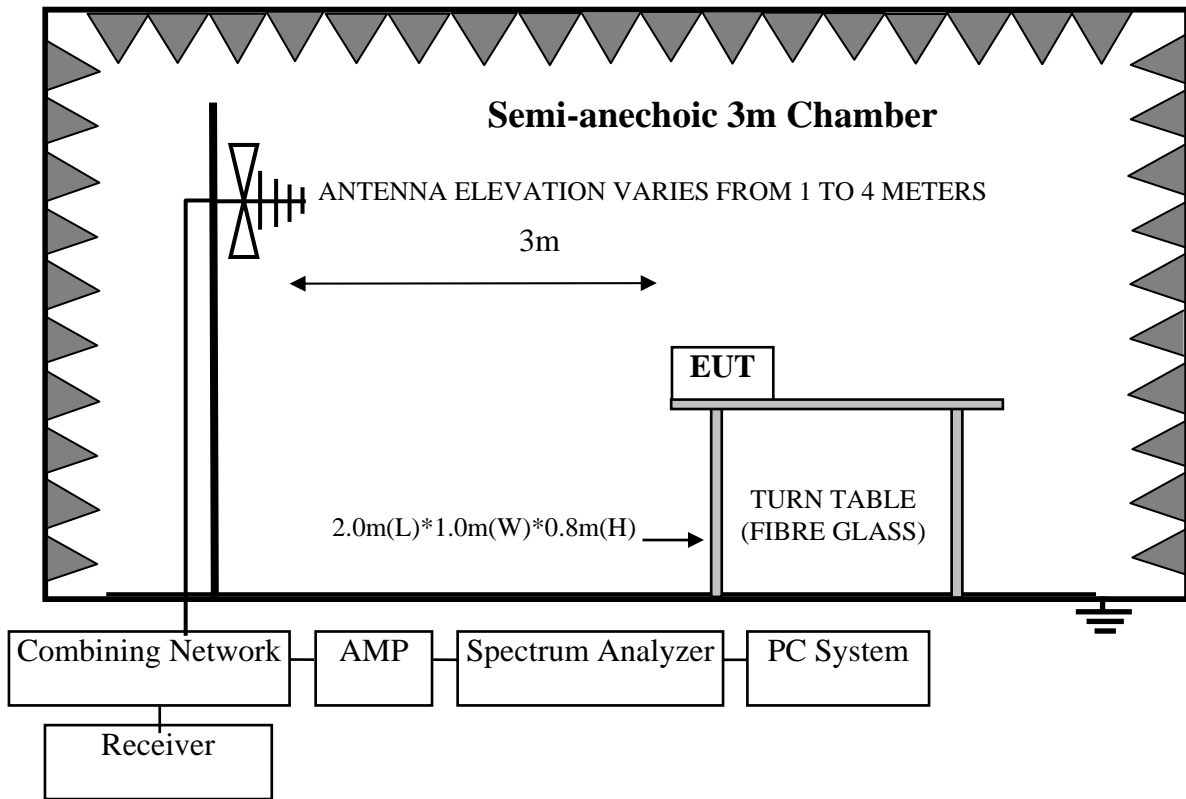 Semi-anechoic 3m Chamber
ANTENNA ELEVATION VARIES FROM 1 TO 4 METERS
3m
EUT
TURN TABLE
(FIBRE GLASS)
2.0m(L)*1.0m(W)*0.8m(H)
Combining Network
AMP
Spectrum Analyzer
PC System
Receiver